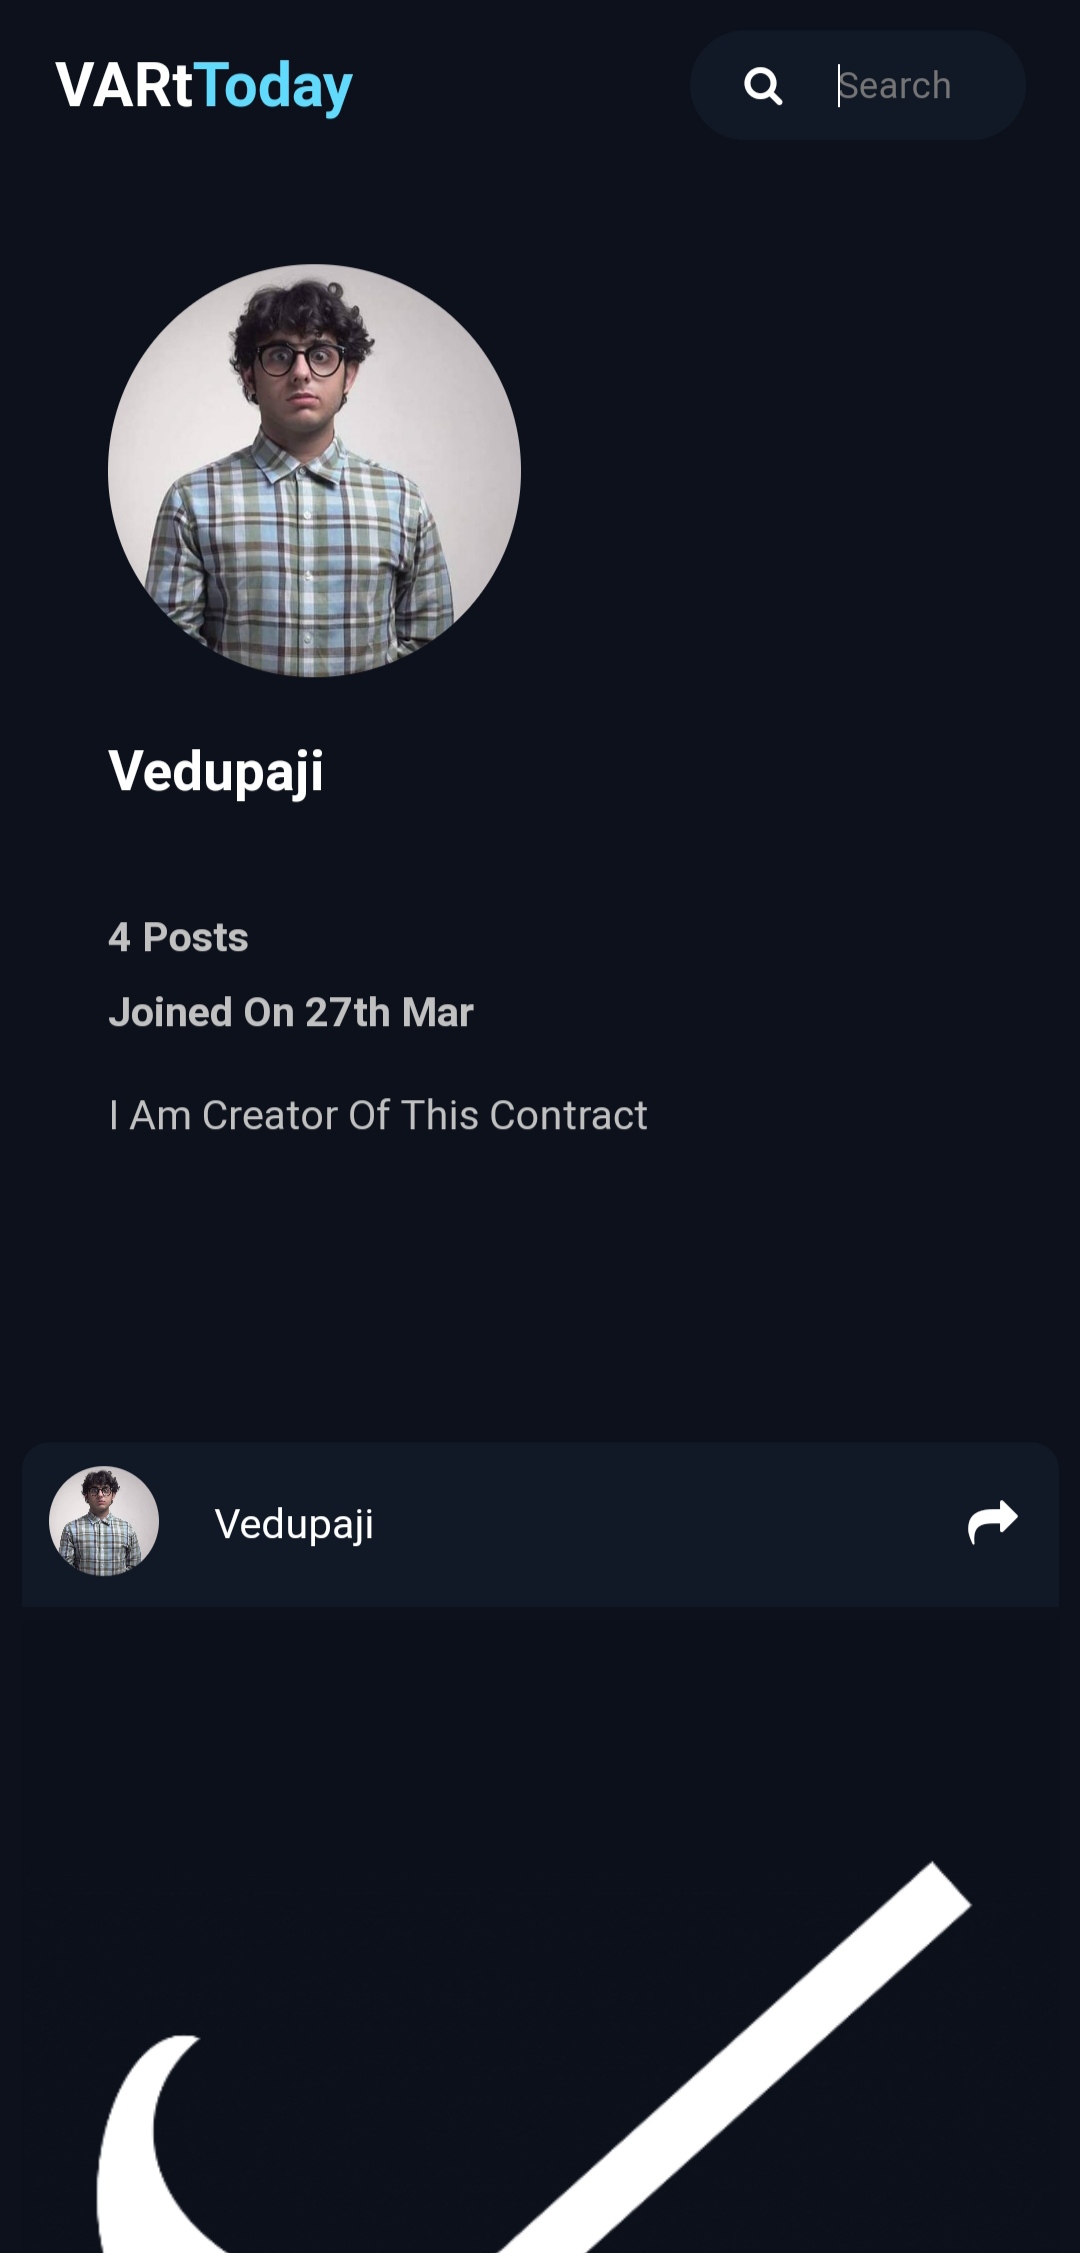 VARtToday
Search
Vedupaji
4 Posts
Joined On 27th Mar
I Am Creator Of This Contract
Vedupaji